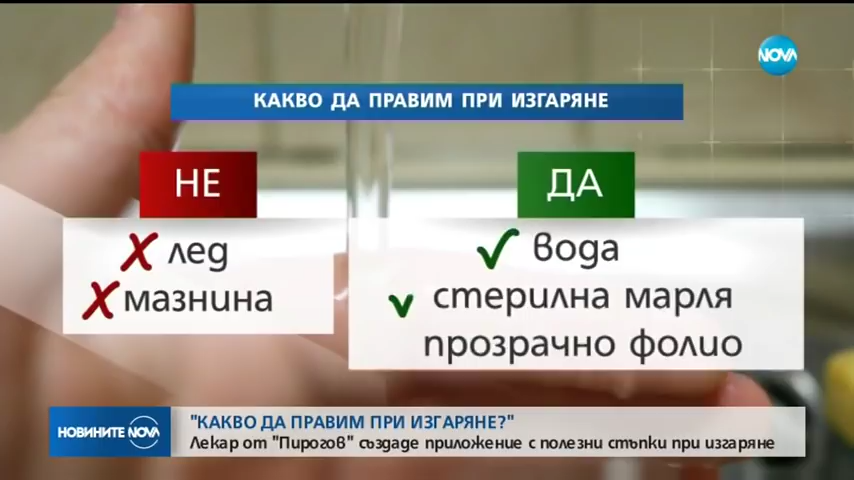 NOVA
КАКВО ДА ПРАВИМ ПРИ ИЗГАРЯНЕ
НЕ
ДА
лед
мазнина
вода
стерилна марля
прозрачно фолио
НОВИНИТЕ NOVA
"КАКВО ДА ПРАВИМ ПРИ ИЗГАРЯНЕ?"
Лекар от "Пирогов" създаде приложение с полезни стъпки при изгаряне